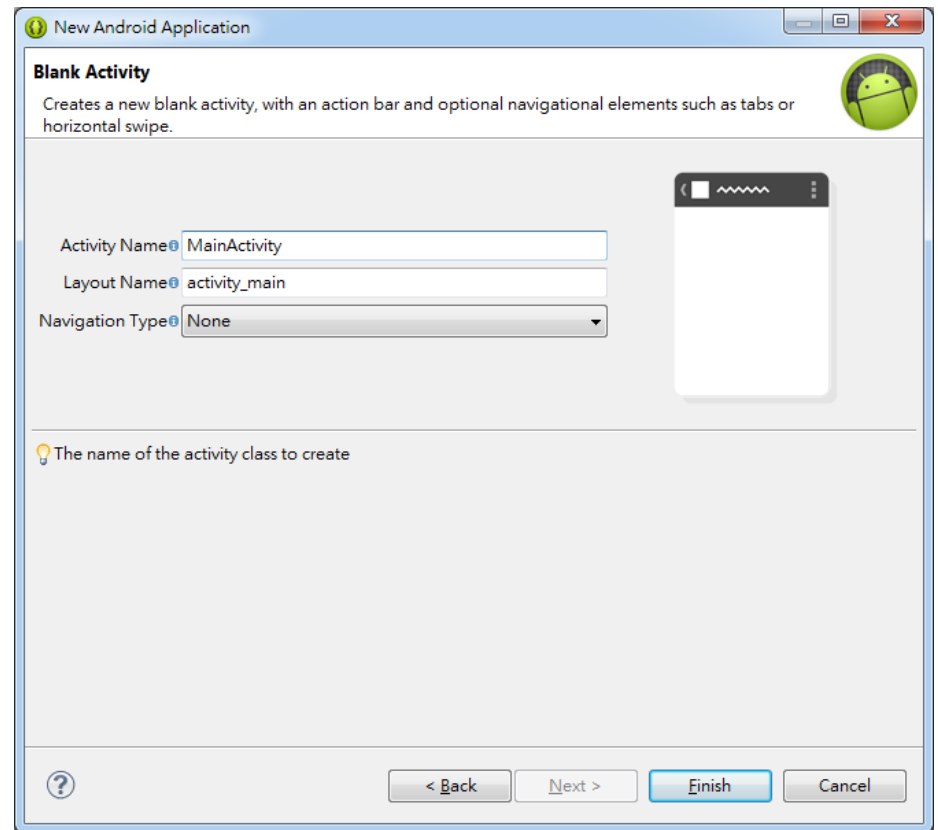 New Android Application
Blank Activity
Creates a new blank activity, with an action bar and optional navigational elements such as tabs or
horizontal swipe.
Activity Name MainActivity
Layout Name activity_main
Navigation Type None
The name of the activity class to create
< Back Next > Finish Cancel